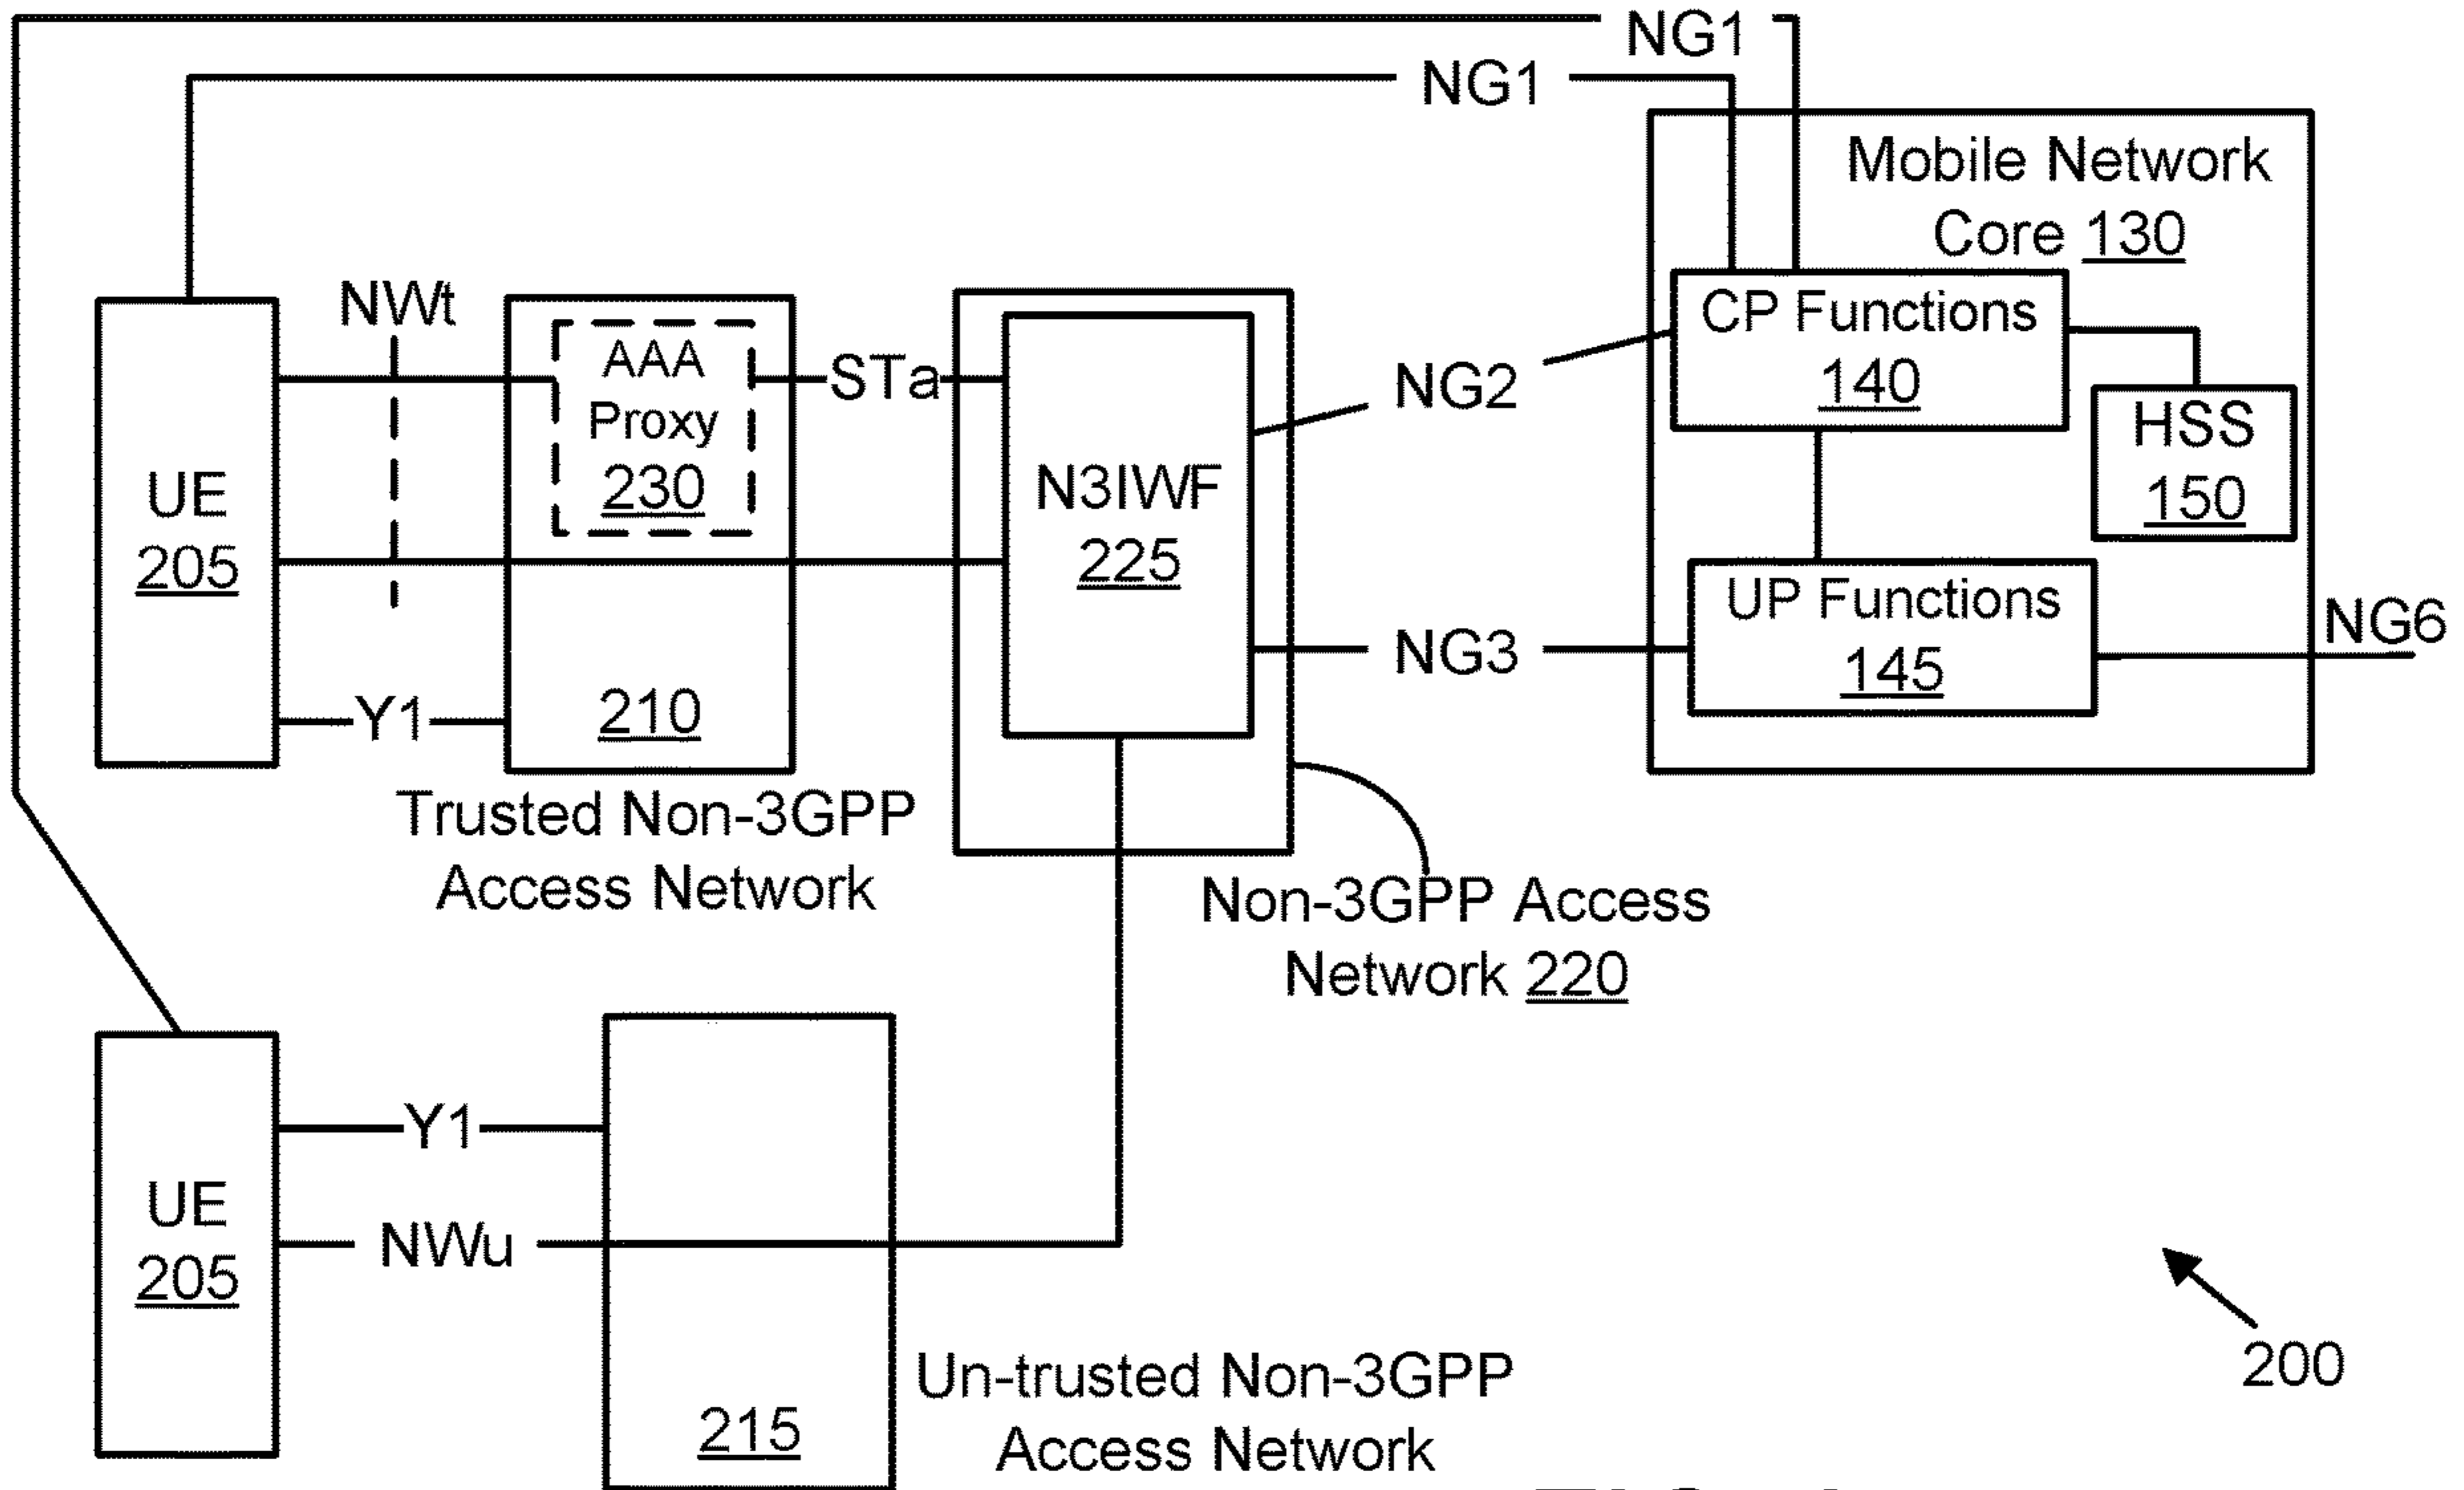 NG1
NG1
Mobile Network
Core 130
NWt
UE
205
AAA
Proxy
230
STa
N3IWF
225
NG2
CP Functions
140
HSS
150
UP Functions
145
NG3
NG6
Y1
210
Trusted Non-3GPP
Access Network
Non-3GPP Access
Network 220
UE
205
Y1
NWu
215
Un-trusted Non-3GPP
Access Network
200